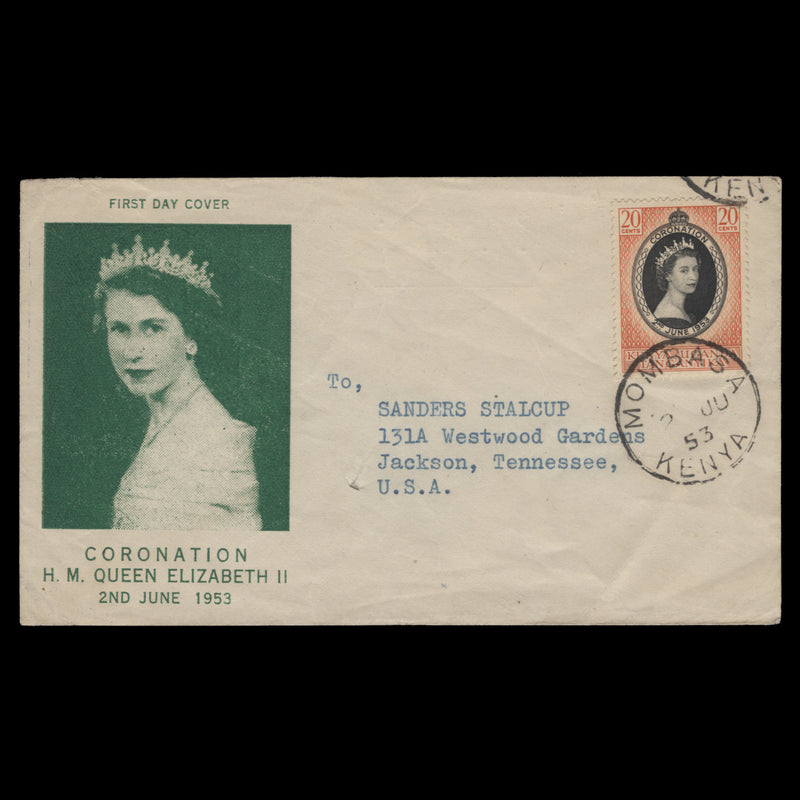 FIRST DAY COVER
CORONATION
H. M. QUEEN ELIZABETH II
2ND JUNE 1953
To,
SANDERS STALCUP
131A Westwood Gardens
Jackson, Tennessee,
U.S.A.
KEN
20 20
CENTS CENTS
CORONATION
2ND JUNE 1953
MOMBASA
2 JU
53
KENYA